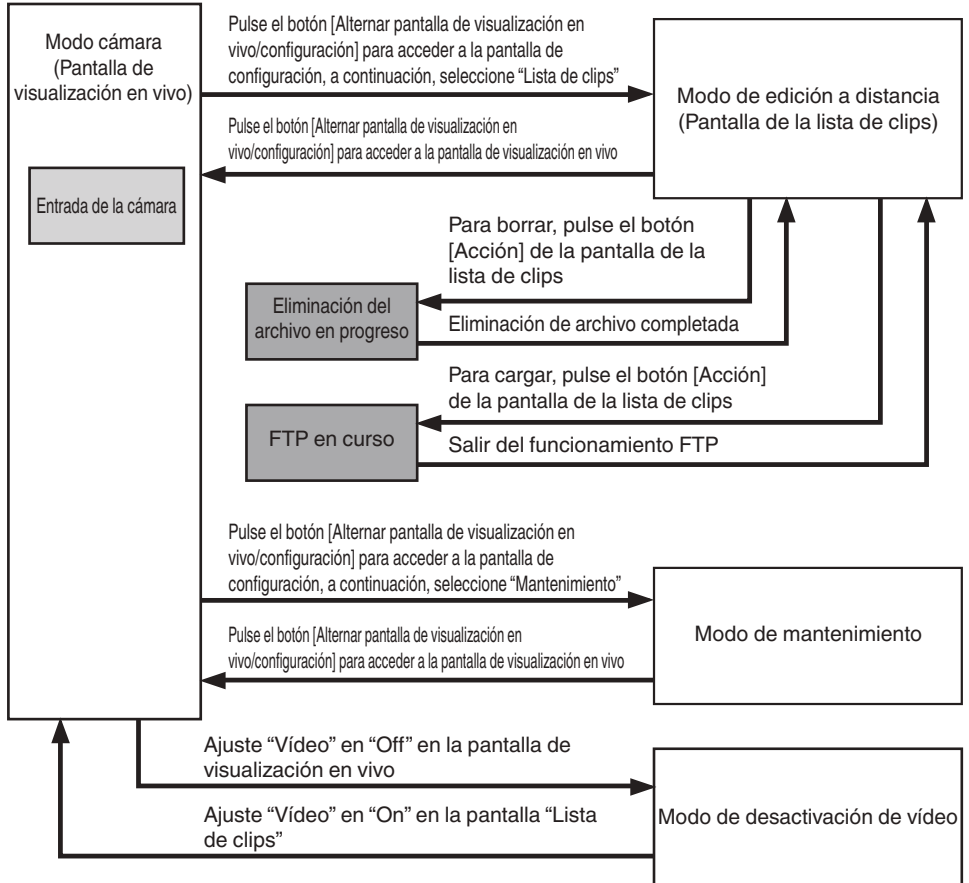 Modo cámara
(Pantalla de
visualización en vivo)
Entrada de la cámara
Pulse el botón [Alternar pantalla de visualización en
vivo/configuración] para acceder a la pantalla de
configuración, a continuación, seleccione “Lista de clips”
Pulse el botón [Alternar pantalla de visualización en
vivo/configuración] para acceder a la pantalla de visualización en vivo
Modo de edición a distancia
(Pantalla de la lista de clips)
Para borrar, pulse el botón
[Acción] de la pantalla de la
lista de clips
Eliminación del
archivo en progreso
Eliminación de archivo completada
Para cargar, pulse el botón [Acción]
de la pantalla de la lista de clips
FTP en curso
Salir del funcionamiento FTP
Pulse el botón [Alternar pantalla de visualización en
vivo/configuración] para acceder a la pantalla de
configuración, a continuación, seleccione “Mantenimiento”
Pulse el botón [Alternar pantalla de visualización en
vivo/configuración] para acceder a la pantalla de visualización en vivo
Modo de mantenimiento
Ajuste “Vídeo” en “Off” en la pantalla de
visualización en vivo
Ajuste “Vídeo” en “On” en la pantalla “Lista
de clips”
Modo de desactivación de vídeo